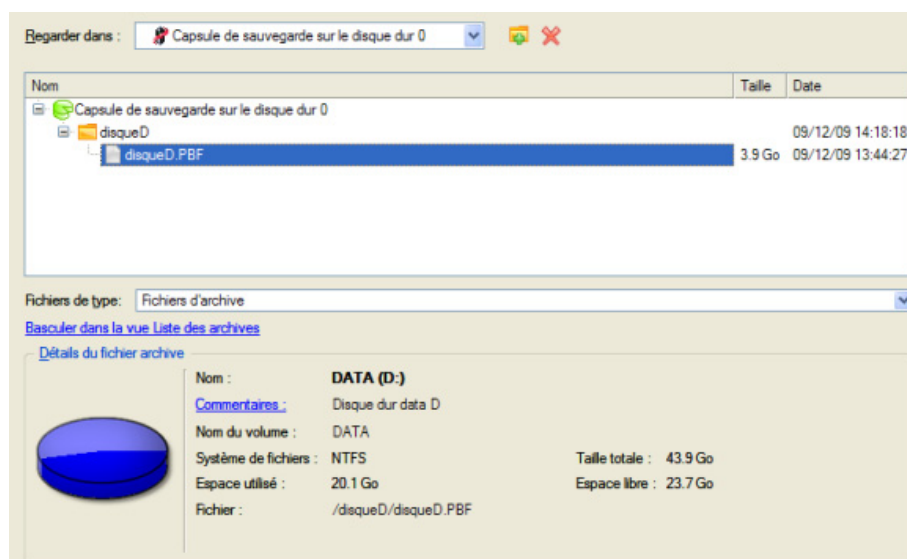 Regarder dans : Capsule de sauvegarde sur le disque dur 0
Nom Taille Date
Capsule de sauvegarde sur le disque dur 0
disqueD 09/12/09 14:18:18
disqueD.PBF 3.9 Go 09/12/09 13:44:27
Fichiers de type: Fichiers d'archive
Basculer dans la vue Liste des archives
Détails du fichier archive
Nom : DATA (D:)
Commentaires : Disque dur data D
Nom du volume : DATA
Système de fichiers : NTFS Taille totale : 43.9 Go
Espace utilisé : 20.1 Go Espace libre : 23.7 Go
Fichier : /disqueD/disqueD.PBF